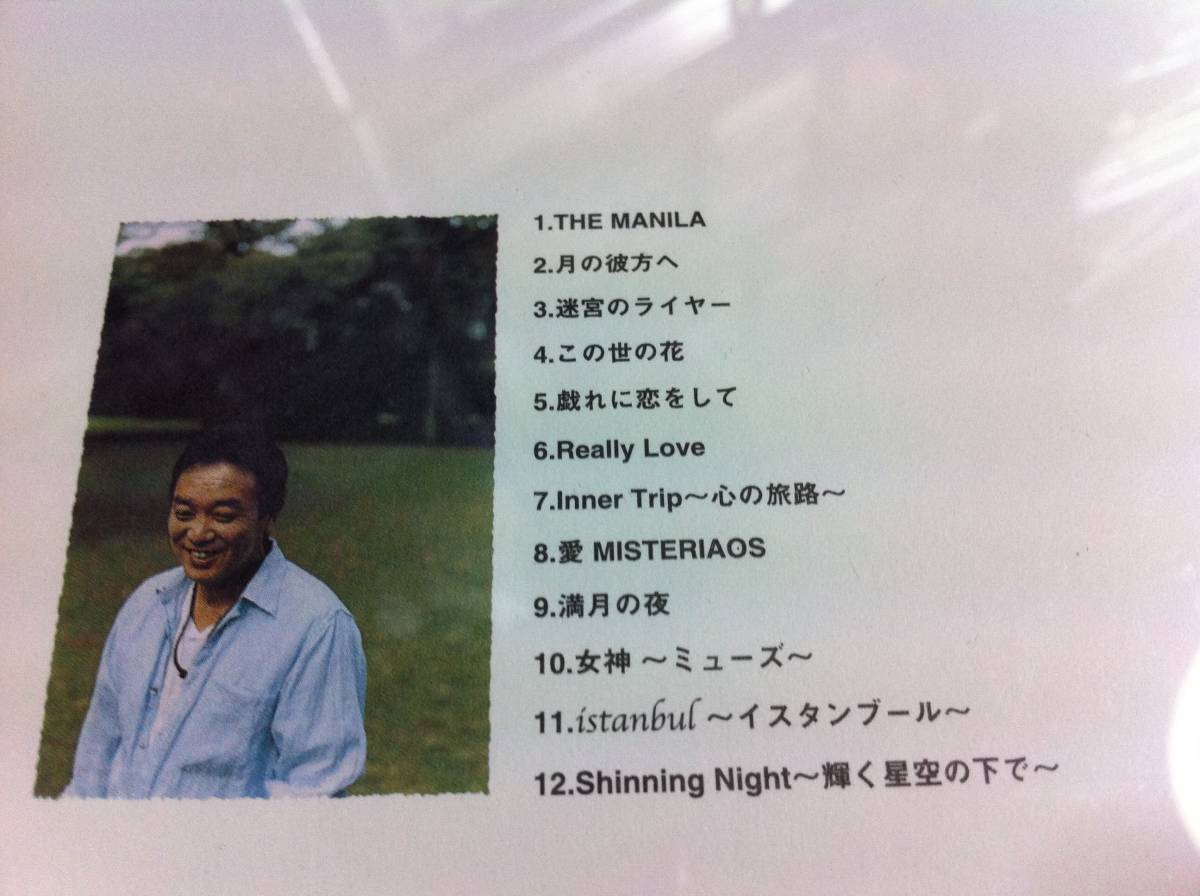 1.THE MANILA
2.月の彼方へ
3.迷宮のライヤー
4.この世の花
5.戯れに恋をして
6.Really Love
7.Inner Trip～心の旅路～
8.愛 MISTERIAOS
9.満月の夜
10.女神 ～ミューズ～
11.istanbul ～イスタンブール～
12.Shinning Night～輝く星空の下で～